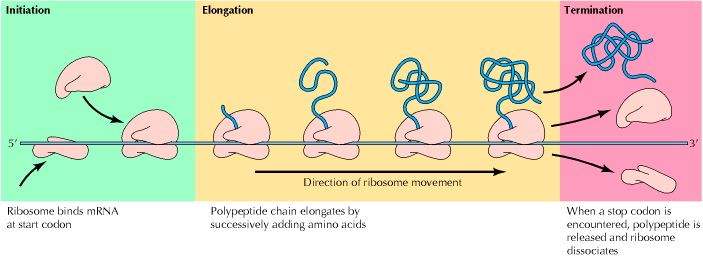 Initiation
Elongation
Termination
5′
3′
Direction of ribosome movement
Ribosome binds mRNA
at start codon
Polypeptide chain elongates by
successively adding amino acids
When a stop codon is
encountered, polypeptide is
released and ribosome
dissociates